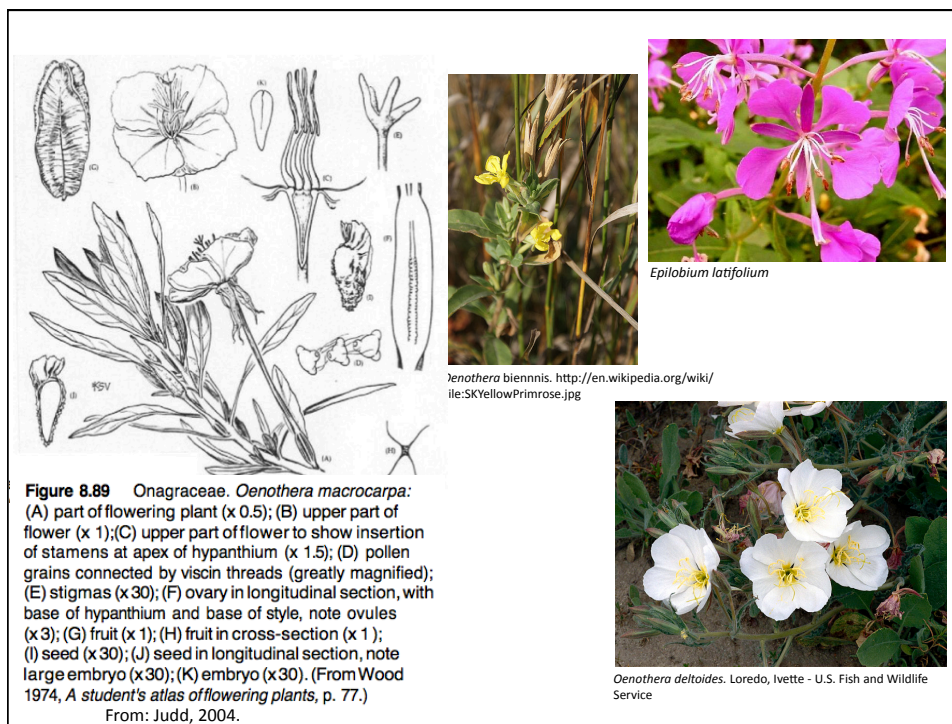 (K)
(E)
(G)
(B)
(C)
(F)
(I)
(D)
(J)
RSV
(H)
(A)
Figure 8.89 Onagraceae. Oenothera macrocarpa:
(A) part of flowering plant (x 0.5); (B) upper part of
flower (x 1);(C) upper part of flower to show insertion
of stamens at apex of hypanthium (x 1.5); (D) pollen
grains connected by viscin threads (greatly magnified);
(E) stigmas (x 30); (F) ovary in longitudinal section, with
base of hypanthium and base of style, note ovules
(x 3); (G) fruit (x 1); (H) fruit in cross-section (x 1 );
(I) seed (x 30); (J) seed in longitudinal section, note
large embryo (x 30); (K) embryo (x 30). (From Wood
1974, A student's atlas of flowering plants, p. 77.)
From: Judd, 2004.
Oenothera biennnis. http://en.wikipedia.org/wiki/
ile:SKYellowPrimrose.jpg
Epilobium latifolium
Oenothera deltoides. Loredo, Ivette - U.S. Fish and Wildlife
Service